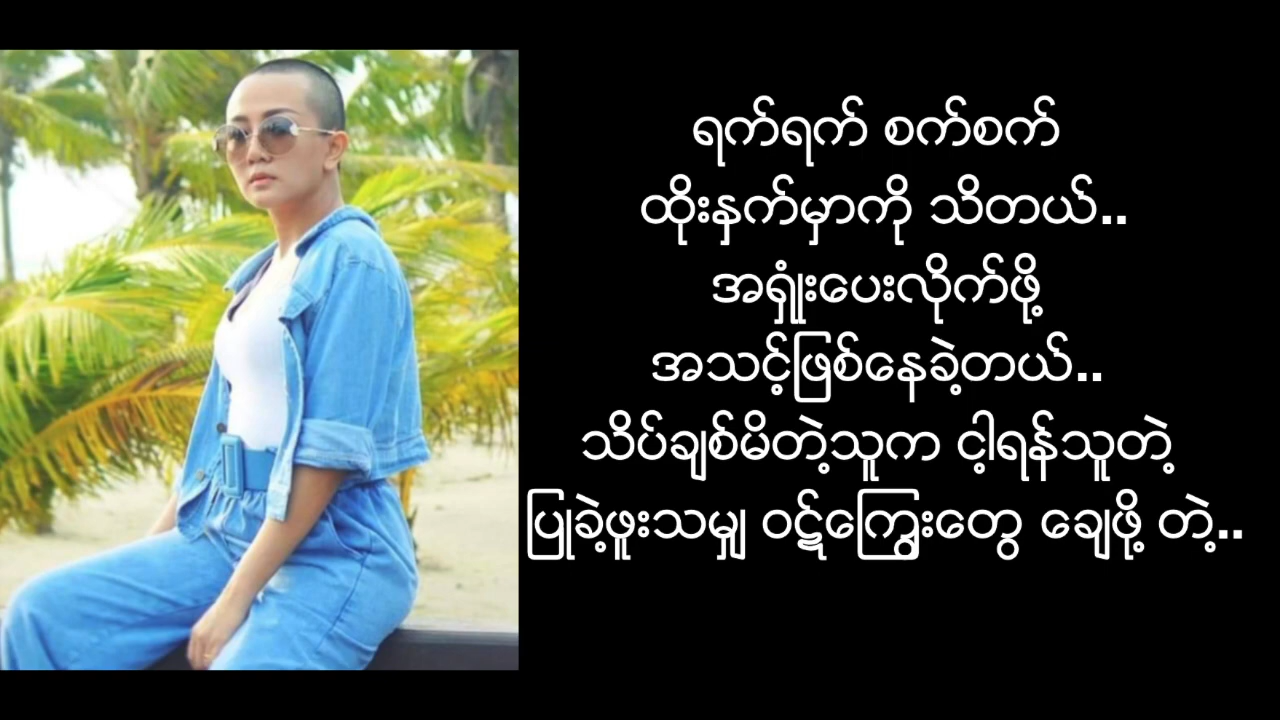 ရက်ရက် စက်စက်
ထိုးနှက်မှာကို သိတယ်..
အရှုံးပေးလိုက်ဖို့
အသင့်ဖြစ်နေခဲ့တယ်..
သိပ်ချစ်မိတဲ့သူက ငါ့ရန်သူတဲ့
ပြုခဲ့ဖူးသမျှ ဝဋ်ကြွေးတွေ ချေဖို့ တဲ့..